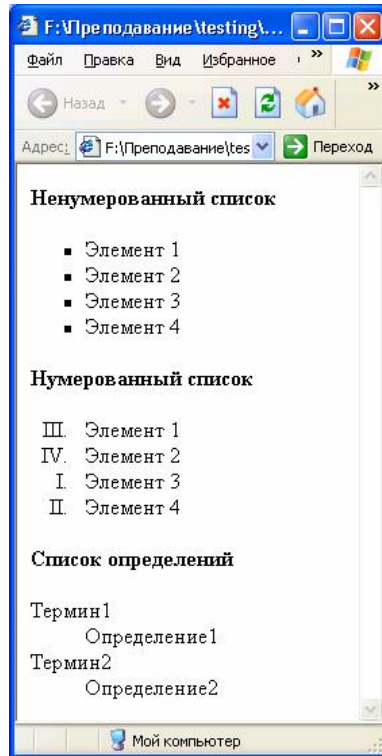 F:\Преподавание\testing\...
Файл Правка Вид Избранное »
Назад »
Адрес: F:\Преподавание\tes Переход
Ненумерованный список
Элемент 1
Элемент 2
Элемент 3
Элемент 4
Нумерованный список
III. Элемент 1
IV. Элемент 2
I. Элемент 3
II. Элемент 4
Список определений
Термин1
Определение1
Термин2
Определение2
Мой компьютер